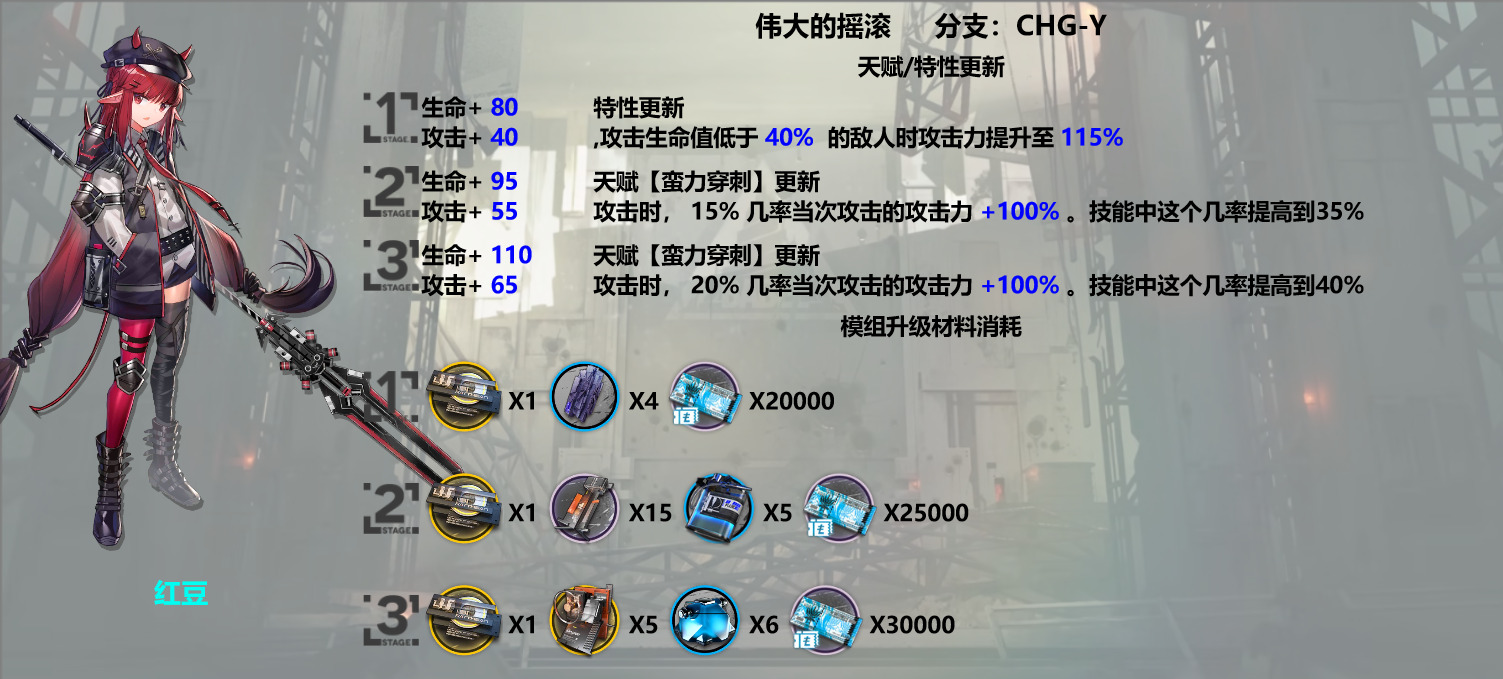 伟大的摇滚 分支：CHG-Y
天赋/特性更新
1 STAGE. 生命+ 80 特性更新
攻击+ 40 ,攻击生命值低于 40% 的敌人时攻击力提升至 115%
2 STAGE. 生命+ 95 天赋【蛮力穿刺】更新
攻击+ 55 攻击时， 15% 几率当次攻击的攻击力 +100% 。技能中这个几率提高到35%
3 STAGE. 生命+ 110 天赋【蛮力穿刺】更新
攻击+ 65 攻击时， 20% 几率当次攻击的攻击力 +100% 。技能中这个几率提高到40%
模组升级材料消耗
1 STAGE. X1 X4 X20000
2 STAGE. X1 X15 X5 X25000
红豆
3 STAGE. X1 X5 X6 X30000